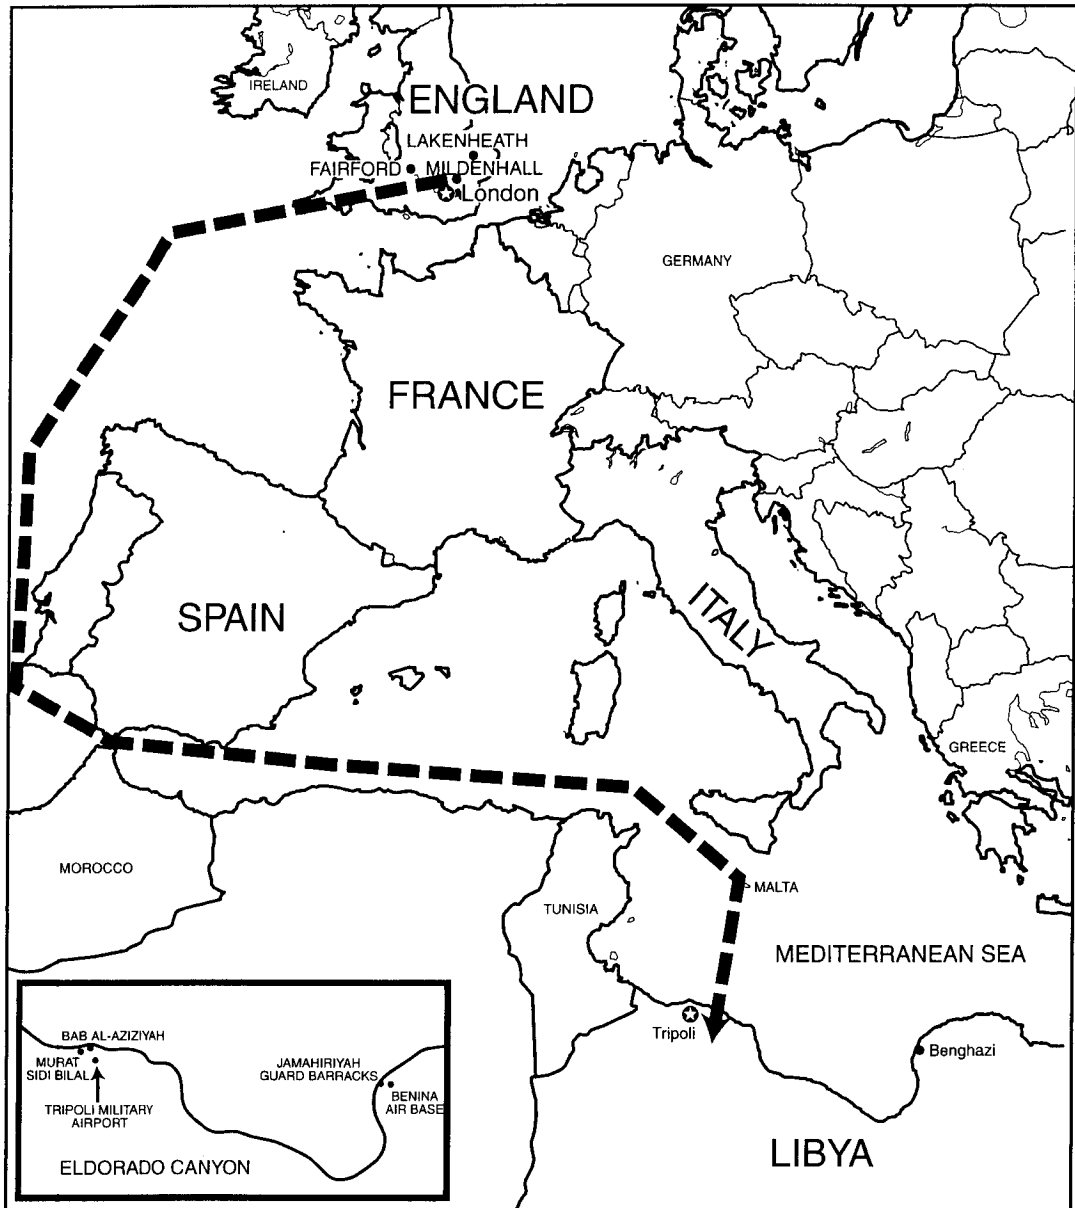 IRELAND
ENGLAND
LAKENHEATH
FAIRFORD
MILDENHALL
London
GERMANY
FRANCE
SPAIN
ITALY
GREECE
MOROCCO
TUNISIA
MALTA
MEDITERRANEAN SEA
Tripoli
Benghazi
LIBYA
BAB AL-AZIZIYAH
MURAT
SIDI BILAL
TRIPOLI MILITARY
AIRPORT
JAMAHIRIYAH
GUARD BARRACKS
BENINA
AIR BASE
ELDORADO CANYON